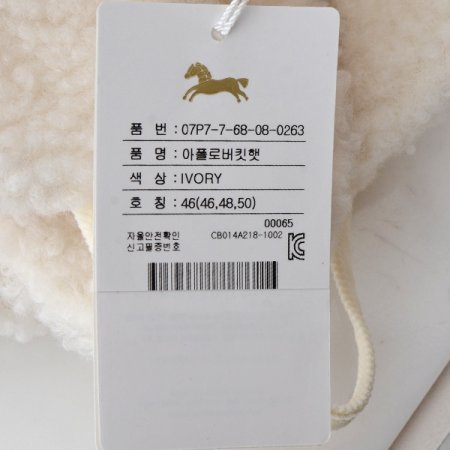 품 번 : 07P7-7-68-08-0263
품 명 : 아폴로버킷햇
색 상 : IVORY
호 칭 : 46(46,48,50)
00065
자율안전확인 CB014A218-1002
신고필증번호